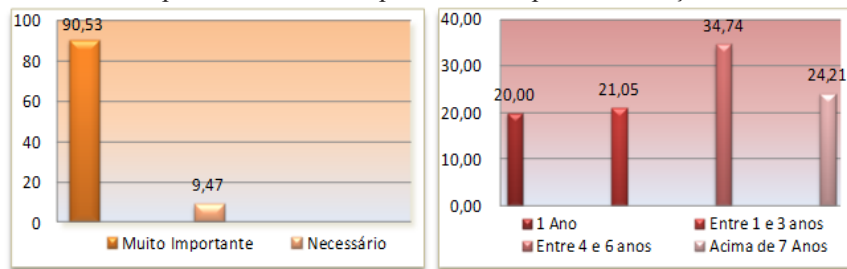 100
90,53
80
60
40
20
9,47
0
Muito Importante
Necessário
40,00
34,74
30,00
24,21
20,00
21,05
20,00
10,00
0,00
1 Ano
Entre 1 e 3 anos
Entre 4 e 6 anos
Acima de 7 Anos